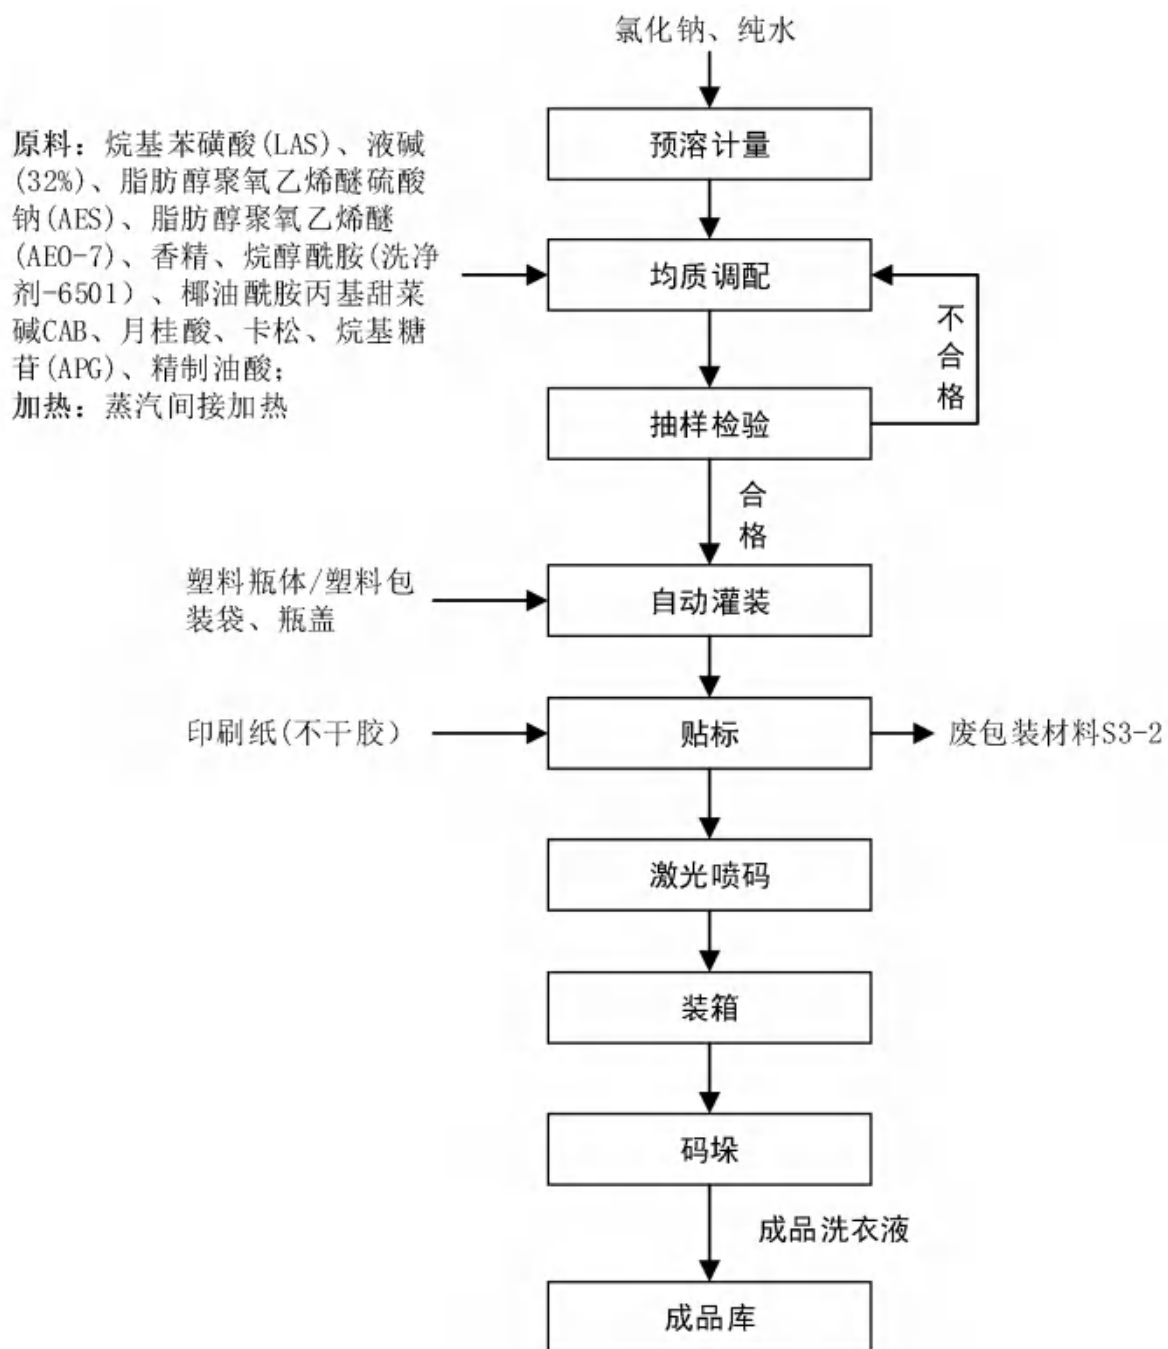 氯化钠、纯水
预溶计量
原料：烷基苯磺酸(LAS)、液碱
(32%)、脂肪醇聚氧乙烯醚硫酸
钠(AES)、脂肪醇聚氧乙烯醚
(AEO-7)、香精、烷醇酰胺(洗净
剂-6501）、椰油酰胺丙基甜菜
碱CAB、月桂酸、卡松、烷基糖
苷(APG)、精制油酸；
加热：蒸汽间接加热
均质调配
不合格
抽样检验
合格
塑料瓶体/塑料包
装袋、瓶盖
自动灌装
印刷纸(不干胶）
贴标
废包装材料S3-2
激光喷码
装箱
码垛
成品洗衣液
成品库